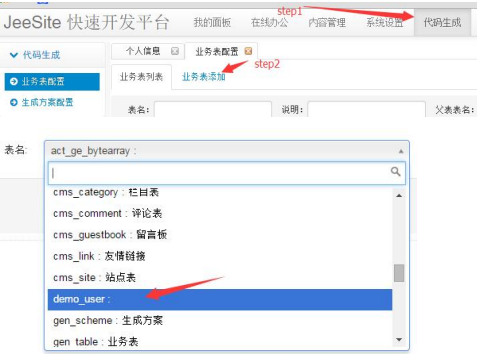 step1
JeeSite 快速开发平台 我的面板 在线办公 内容管理 系统设置 代码生成
代码生成 个人信息 业务表配置
step2
业务表配置 业务表列表 业务表添加
生成方案配置 表名: 说明: 父表表名:
表名: act_ge_bytearray :
cms_category : 栏目表
cms_comment : 评论表
cms_guestbook : 留言板
cms_link : 友情链接
cms_site : 站点表
demo_user :
gen_scheme : 生成方案
gen_table : 业务表